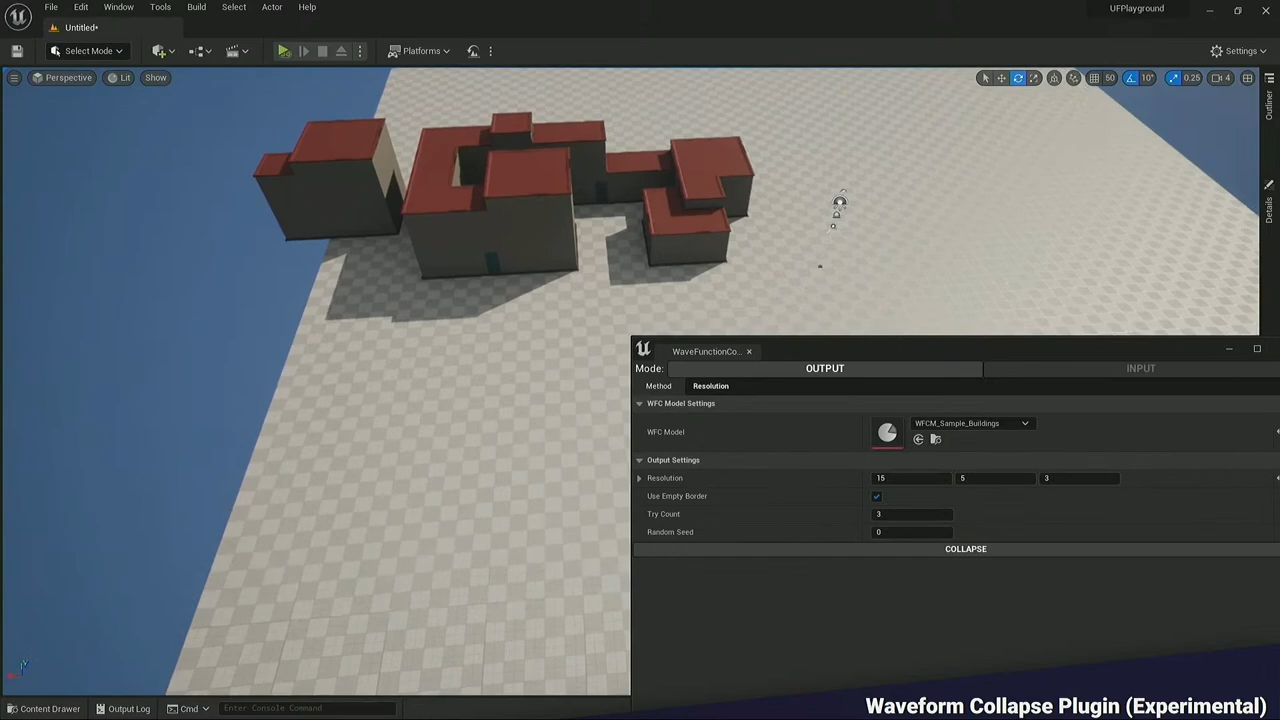 File Edit Window Tools Build Select Actor Help
UFPlayground
Untitled*
Select Mode
Platforms
Settings
Perspective Lit Show
50 10° 0.25 4
Outliner
Details
WaveFunctionCo...
Mode: OUTPUT INPUT
Method Resolution
WFC Model Settings
WFC Model WFCM_Sample_Buildings
Output Settings
Resolution 15 5 3
Use Empty Border
Try Count 3
Random Seed 0
COLLAPSE
Content Drawer Output Log Cmd Enter Console Command
Waveform Collapse Plugin (Experimental)